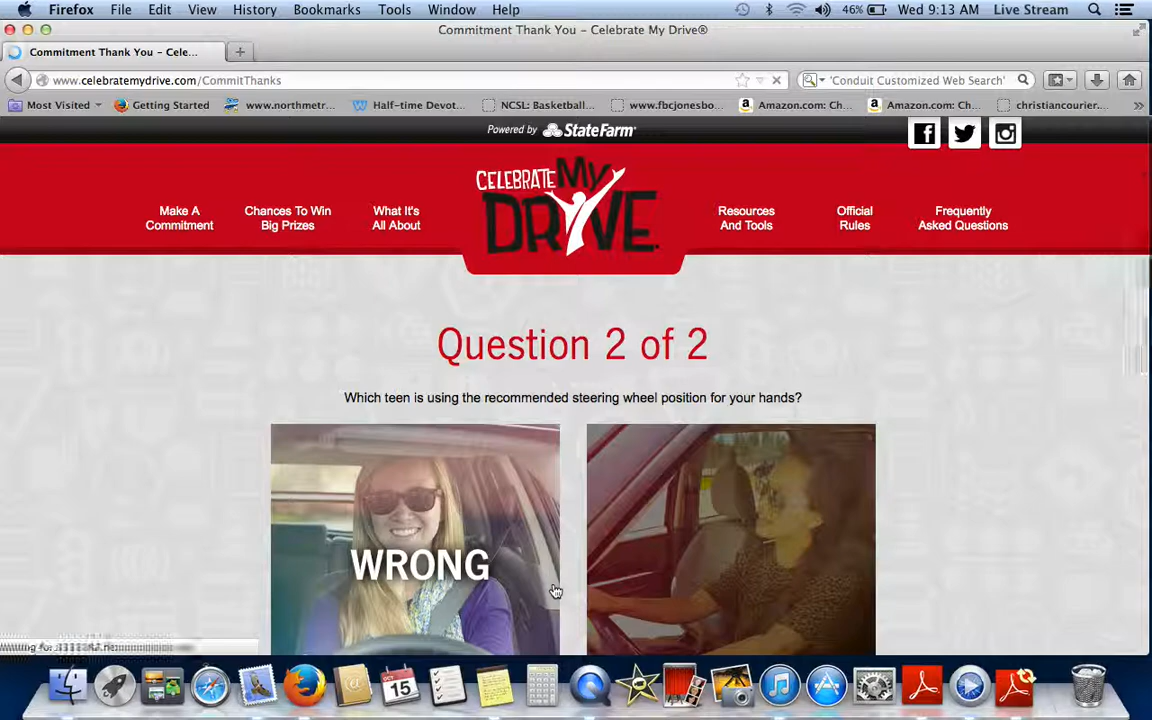 Firefox File Edit View History Bookmarks Tools Window Help 46% Wed 9:13 AM Live Stream
Commitment Thank You – Celebrate My Drive®
Commitment Thank You – Cele...
www.celebratemydrive.com/CommitThanks 'Conduit Customized Web Search'
Most Visited Getting Started www.northmetr... Half-time Devot... NCSL: Basketball... www.fbcjonesbo... Amazon.com: Ch... Amazon.com: Ch... christiancourier....
Powered by StateFarm®
CELEBRATE My
DRIVE
Make A
Commitment
Chances To Win
Big Prizes
What It's
All About
Resources
And Tools
Official
Rules
Frequently
Asked Questions
Question 2 of 2
Which teen is using the recommended steering wheel position for your hands?
WRONG
OCT
15